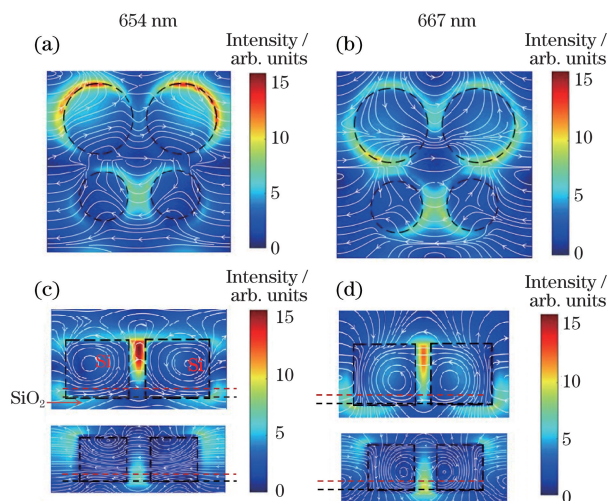 654 nm
667 nm
(a)
Intensity /
arb. units
15
10
5
0
(b)
Intensity /
arb. units
15
10
5
0
(c)
Intensity /
arb. units
15
10
5
0
Si
Si
SiO₂
(d)
Intensity /
arb. units
15
10
5
0